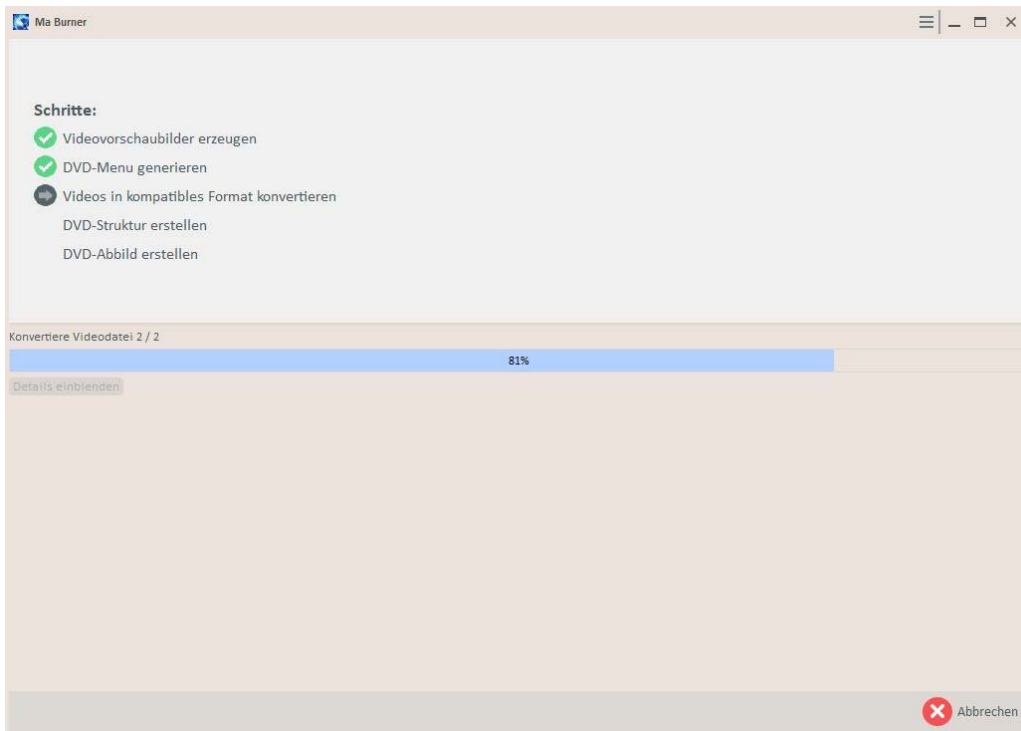 Ma Burner
Schritte:
Videovorschaubilder erzeugen
DVD-Menu generieren
Videos in kompatibles Format konvertieren
DVD-Struktur erstellen
DVD-Abbild erstellen
Konvertiere Videodatei 2 / 2
81%
Details einblenden
Abbrechen